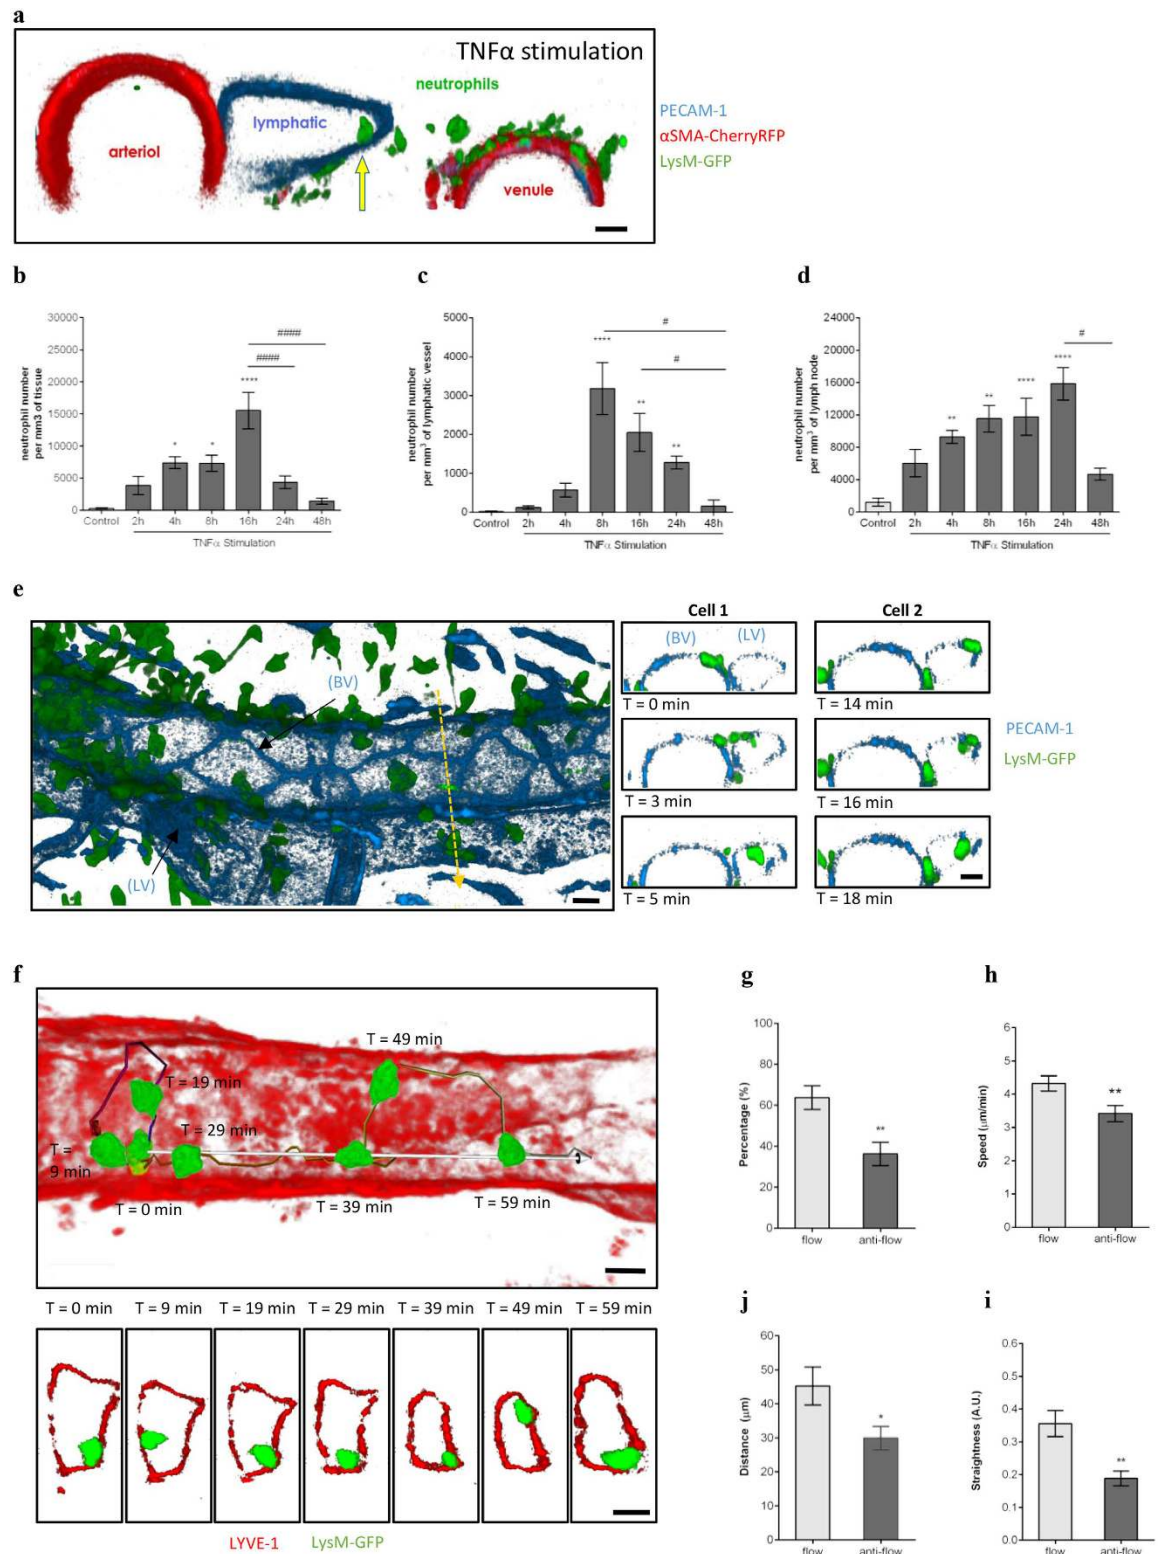 a
TNFα stimulation
neutrophils
lymphatic
arteriol
venule
PECAM-1
αSMA-CherryRFP
LysM-GFP
b
neutrophil number
per mm3 of tissue
30000
25000
20000
15000
10000
5000
0
####
####
****
*
*
Control
2h
4h
8h
16h
24h
48h
TNFα Stimulation
c
neutrophil number
per mm³ of lymphatic vessel
5000
4000
3000
2000
1000
0
#
#
****
**
**
Control
2h
4h
8h
16h
24h
48h
TNFα Stimulation
d
neutrophil number
per mm³ of lymph node
24000
20000
16000
12000
8000
4000
0
#
**
**
****
****
Control
2h
4h
8h
16h
24h
48h
TNFα Stimulation
e
(BV)
(LV)
Cell 1
Cell 2
(BV)
(LV)
T = 0 min
T = 14 min
T = 3 min
T = 16 min
T = 5 min
T = 18 min
PECAM-1
LysM-GFP
f
T = 49 min
T = 19 min
T = 29 min
T =
9 min
T = 0 min
T = 39 min
T = 59 min
T = 0 min
T = 9 min
T = 19 min
T = 29 min
T = 39 min
T = 49 min
T = 59 min
LYVE-1
LysM-GFP
g
Percentage (%)
100
80
60
40
20
0
**
flow
anti-flow
h
Speed (µm/min)
6
5
4
3
2
1
0
**
flow
anti-flow
j
Distance (µm)
60
50
40
30
20
10
0
*
flow
anti-flow
i
Straightness (A.U.)
0.6
0.5
0.4
0.3
0.2
0.1
0.0
**
flow
anti-flow